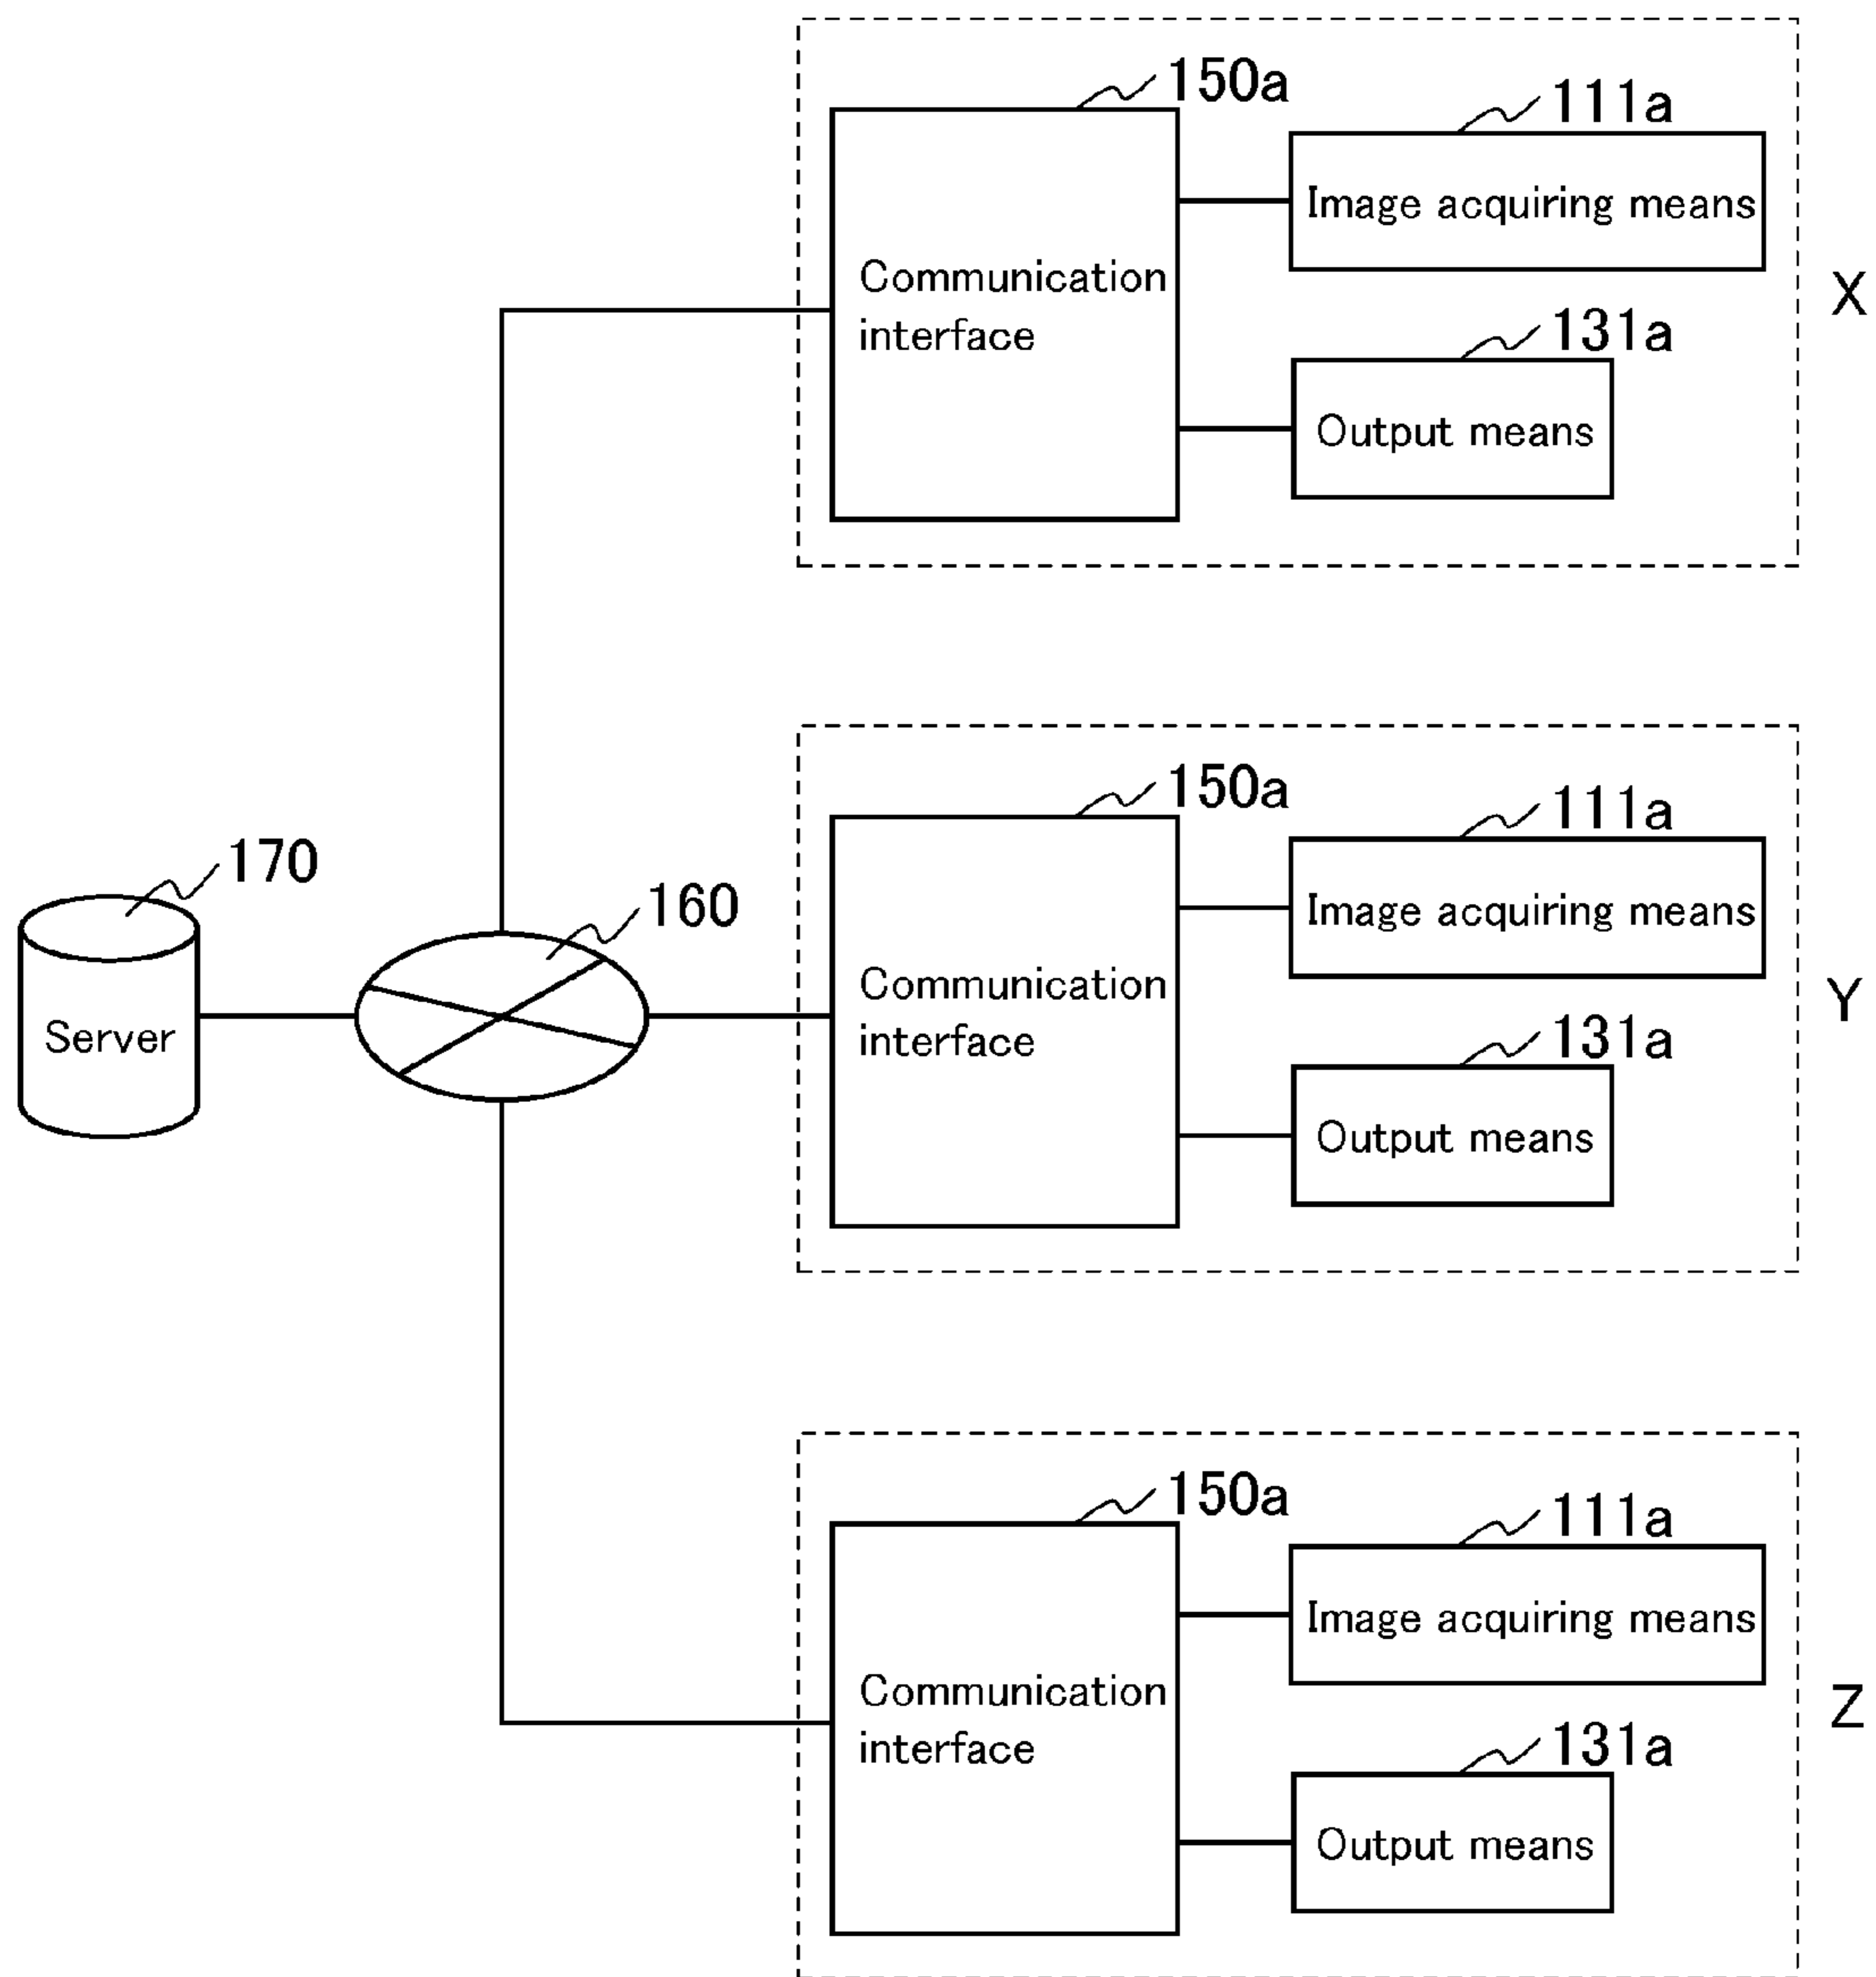 150a
111a
Image acquiring means
Communication
interface
X
131a
Output means
150a
111a
170
160
Image acquiring means
Communication
interface
Y
Server
131a
Output means
150a
111a
Image acquiring means
Communication
interface
Z
131a
Output means